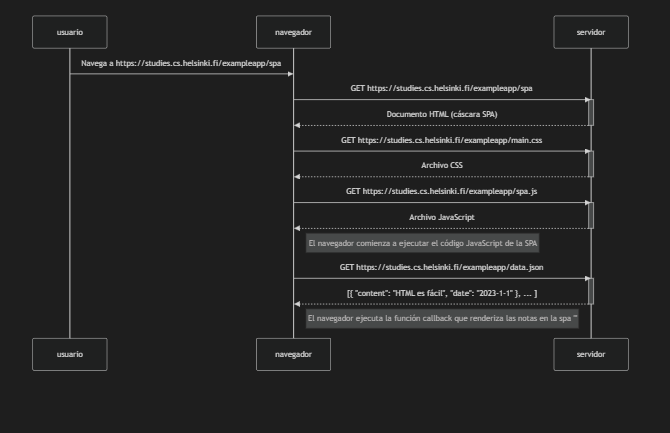 usuario
navegador
servidor
Navega a https://studies.cs.helsinki.fi/exampleapp/spa
GET https://studies.cs.helsinki.fi/exampleapp/spa
Documento HTML (cáscara SPA)
GET https://studies.cs.helsinki.fi/exampleapp/main.css
Archivo CSS
GET https://studies.cs.helsinki.fi/exampleapp/spa.js
Archivo JavaScript
El navegador comienza a ejecutar el código JavaScript de la SPA
GET https://studies.cs.helsinki.fi/exampleapp/data.json
[{ "content": "HTML es fácil", "date": "2023-1-1" }, ... ]
El navegador ejecuta la función callback que renderiza las notas en la spa ""
usuario
navegador
servidor